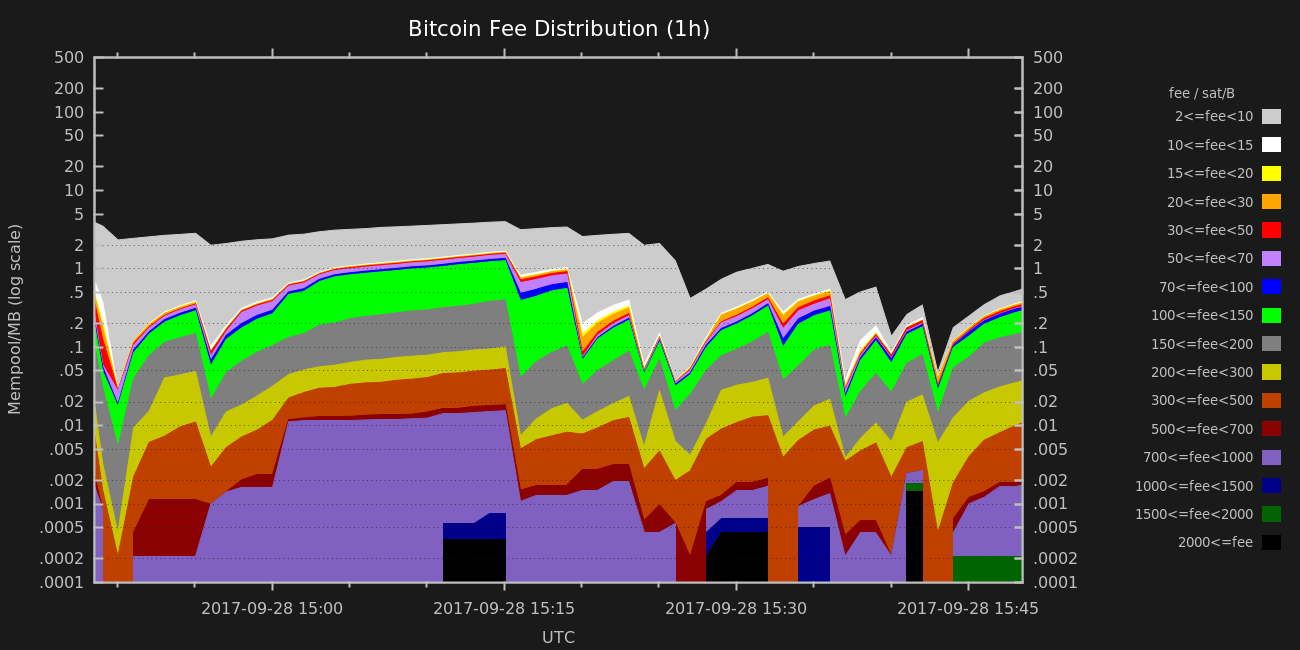 Bitcoin Fee Distribution (1h)
500 500
200 200
100 100
50 50
20 20
10 10
5 5
2 2
1 1
.5 .5
.2 .2
.1 .1
.05 .05
.02 .02
.01 .01
.005 .005
.002 .002
.001 .001
.0005 .0005
.0002 .0002
.0001 .0001
Mempool/MB (log scale)
2017-09-28 15:00 2017-09-28 15:15 2017-09-28 15:30 2017-09-28 15:45
UTC
fee / sat/B
2<=fee<10
10<=fee<15
15<=fee<20
20<=fee<30
30<=fee<50
50<=fee<70
70<=fee<100
100<=fee<150
150<=fee<200
200<=fee<300
300<=fee<500
500<=fee<700
700<=fee<1000
1000<=fee<1500
1500<=fee<2000
2000<=fee